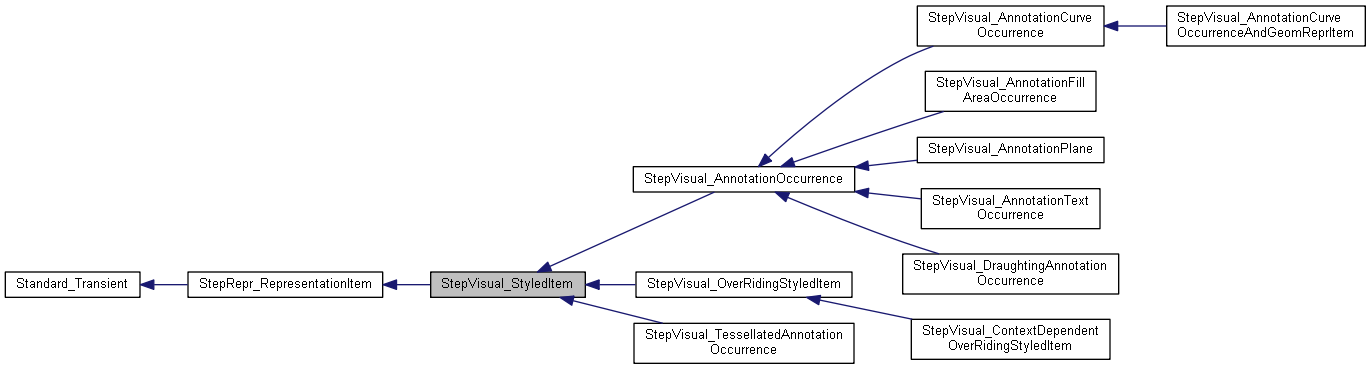 StepVisual_AnnotationCurve
Occurrence
StepVisual_AnnotationCurve
OccurrenceAndGeomReprItem
StepVisual_AnnotationFill
AreaOccurrence
StepVisual_AnnotationPlane
StepVisual_AnnotationOccurrence
StepVisual_AnnotationText
Occurrence
StepVisual_DraughtingAnnotation
Occurrence
Standard_Transient
StepRepr_RepresentationItem
StepVisual_StyledItem
StepVisual_OverRidingStyledItem
StepVisual_TessellatedAnnotation
Occurrence
StepVisual_ContextDependent
OverRidingStyledItem